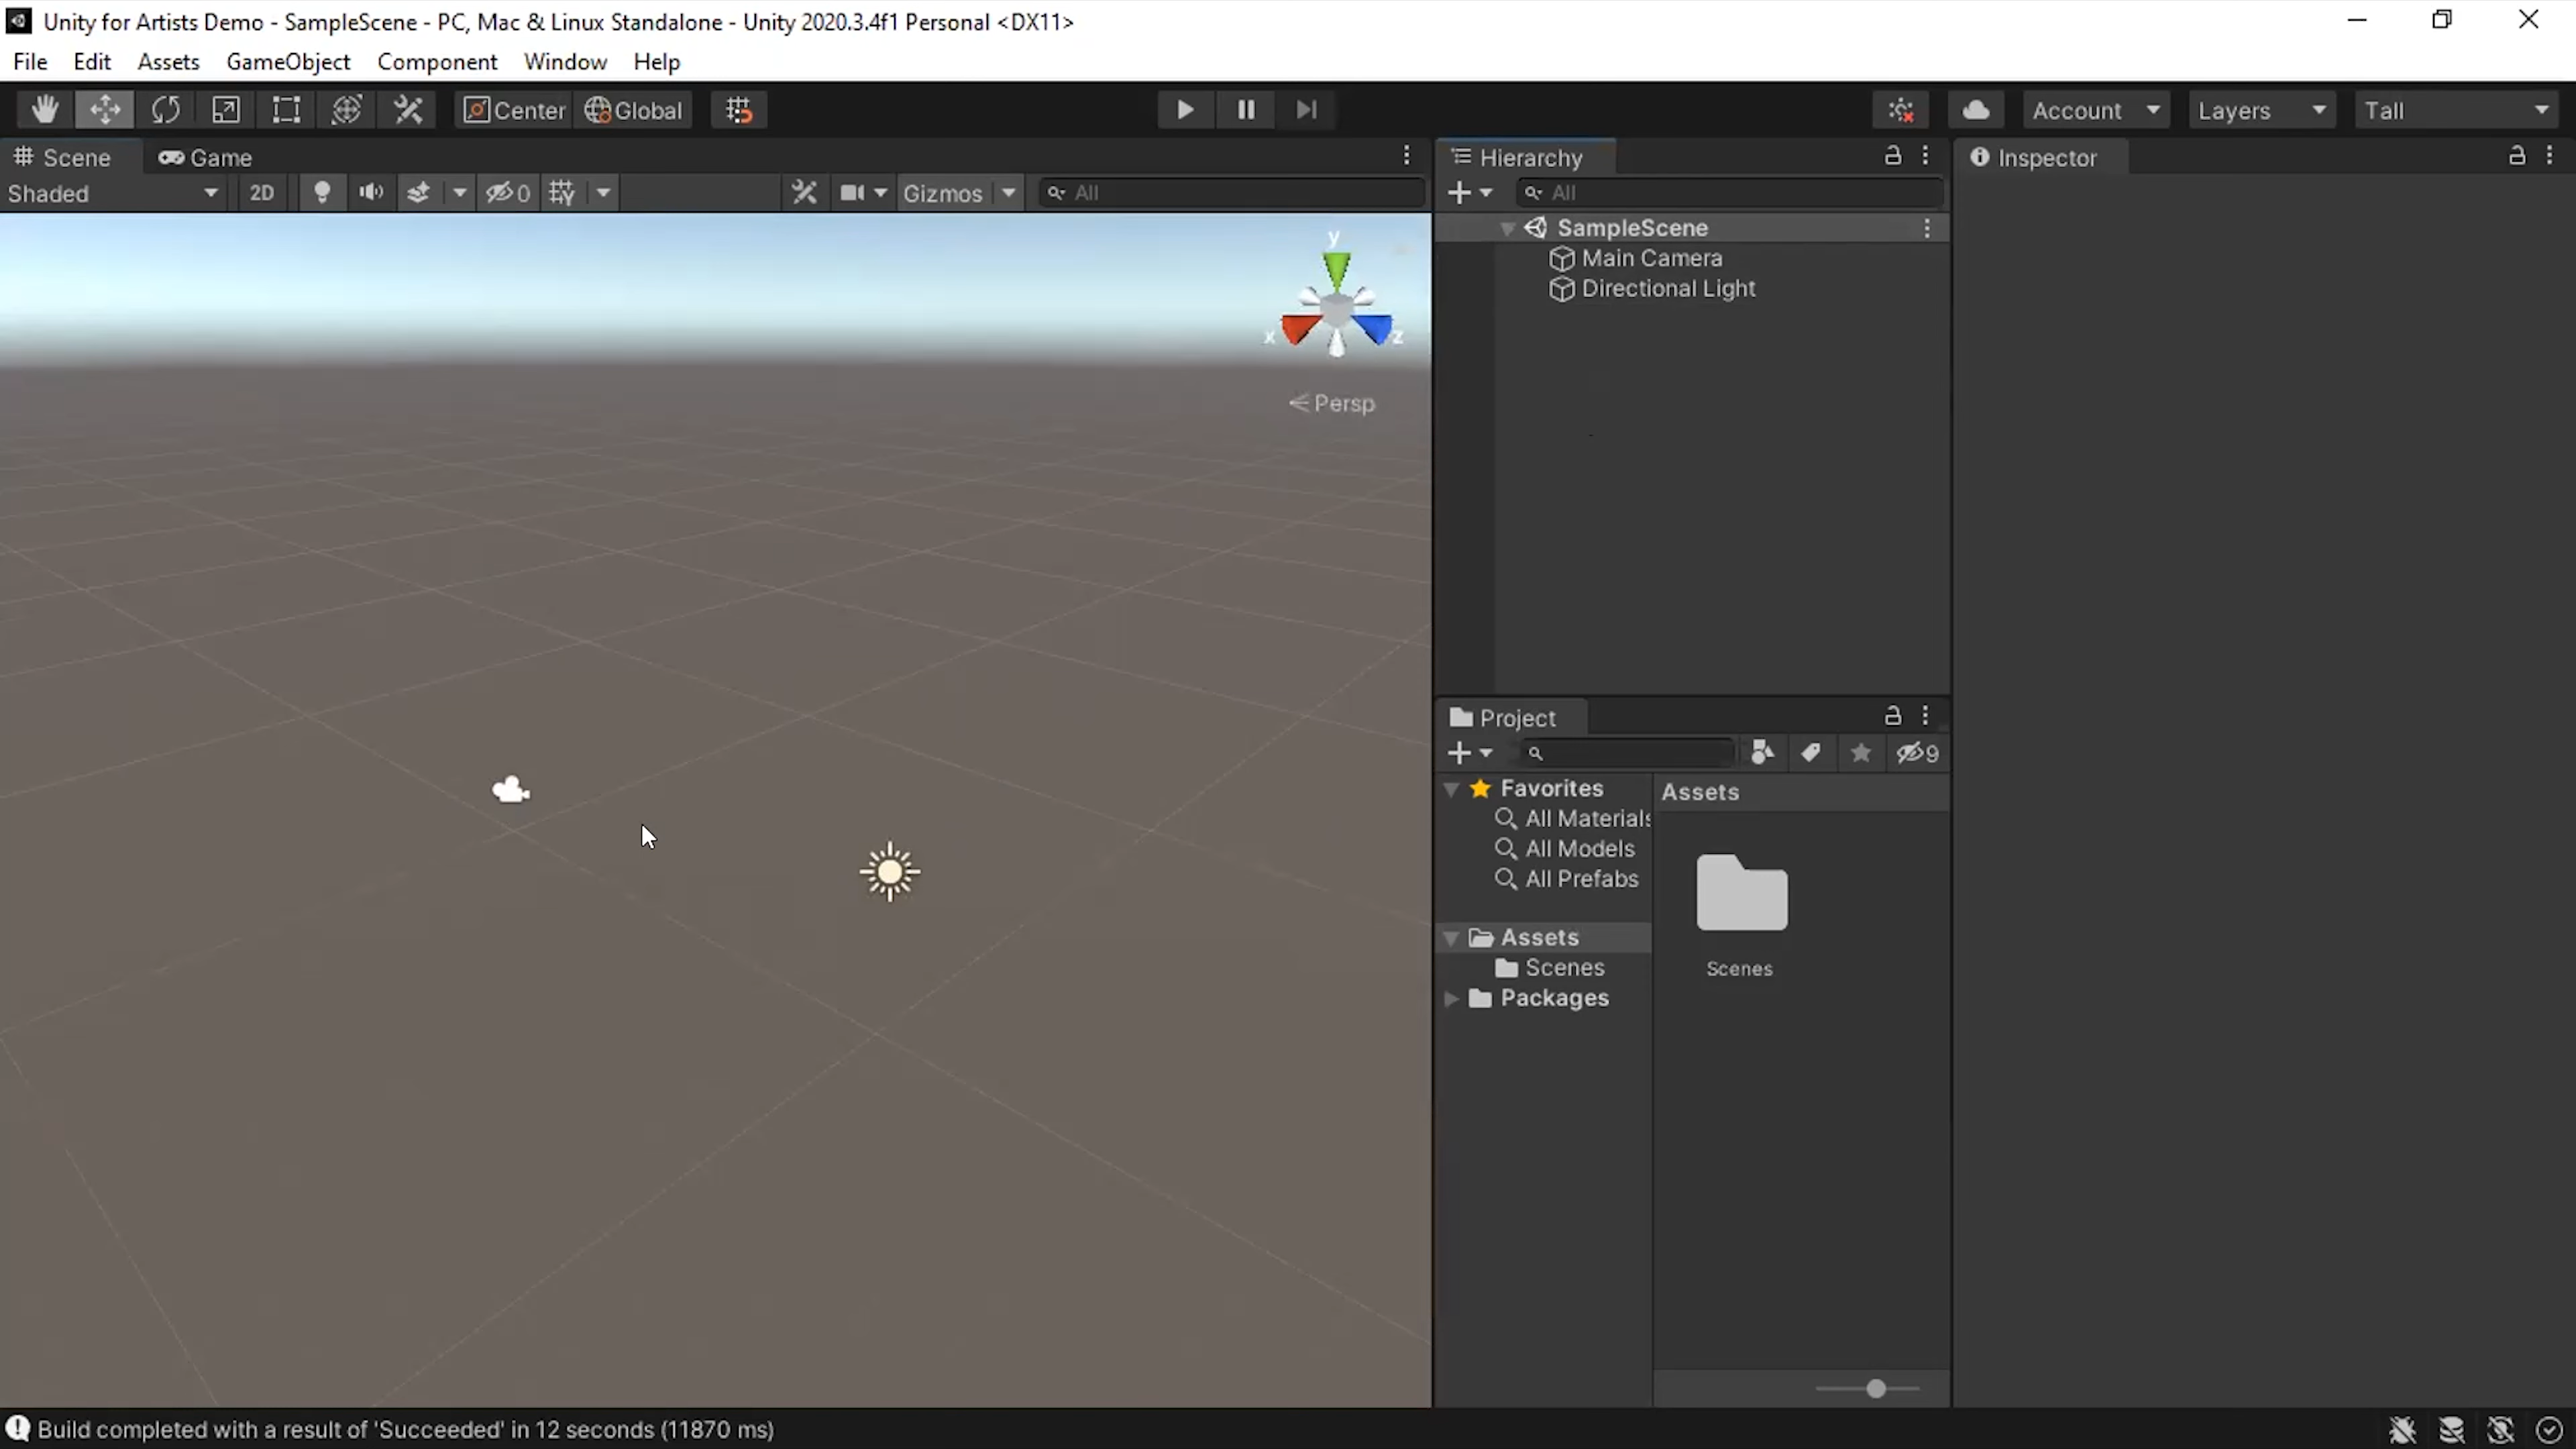 Unity for Artists Demo - SampleScene - PC, Mac & Linux Standalone - Unity 2020.3.4f1 Personal <DX11>
File Edit Assets GameObject Component Window Help
Center Global Account Layers Tall
Scene Game
Shaded 2D 0 Gizmos All
y
x z
Persp
Hierarchy
All
SampleScene
Main Camera
Directional Light
Project
9
Favorites
All Materials
All Models
All Prefabs
Assets
Scenes
Packages
Assets
Scenes
Inspector
Build completed with a result of 'Succeeded' in 12 seconds (11870 ms)